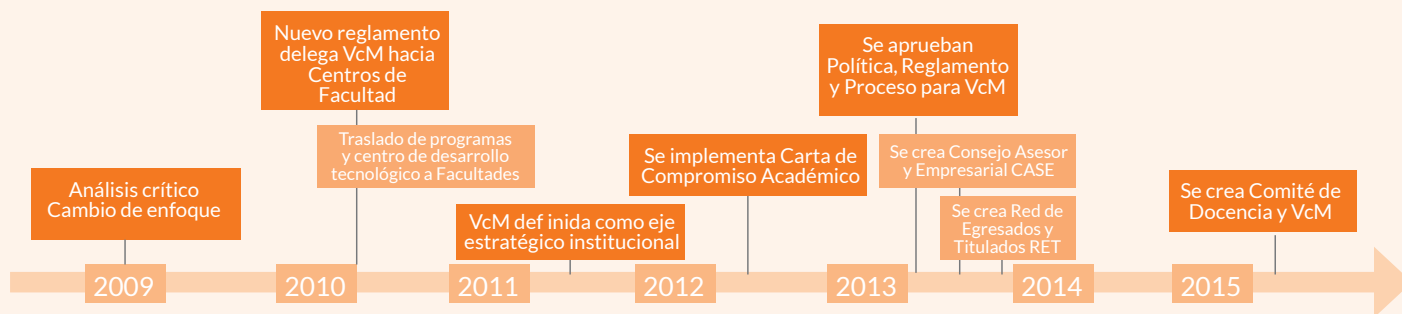 Nuevo reglamento
delega VcM hacia
Centros de
Facultad
Se aprueban
Política, Reglamento
y Proceso para VcM
Traslado de programas
y centro de desarrollo
tecnológico a Facultades
Se implementa Carta de
Compromiso Académico
Se crea Consejo Asesor
y Empresarial CASE
Análisis crítico
Cambio de enfoque
VcM def inida como eje
estratégico institucional
Se crea Red de
Egresados y
Titulados RET
Se crea Comité de
Docencia y VcM
2009
2010
2011
2012
2013
2014
2015